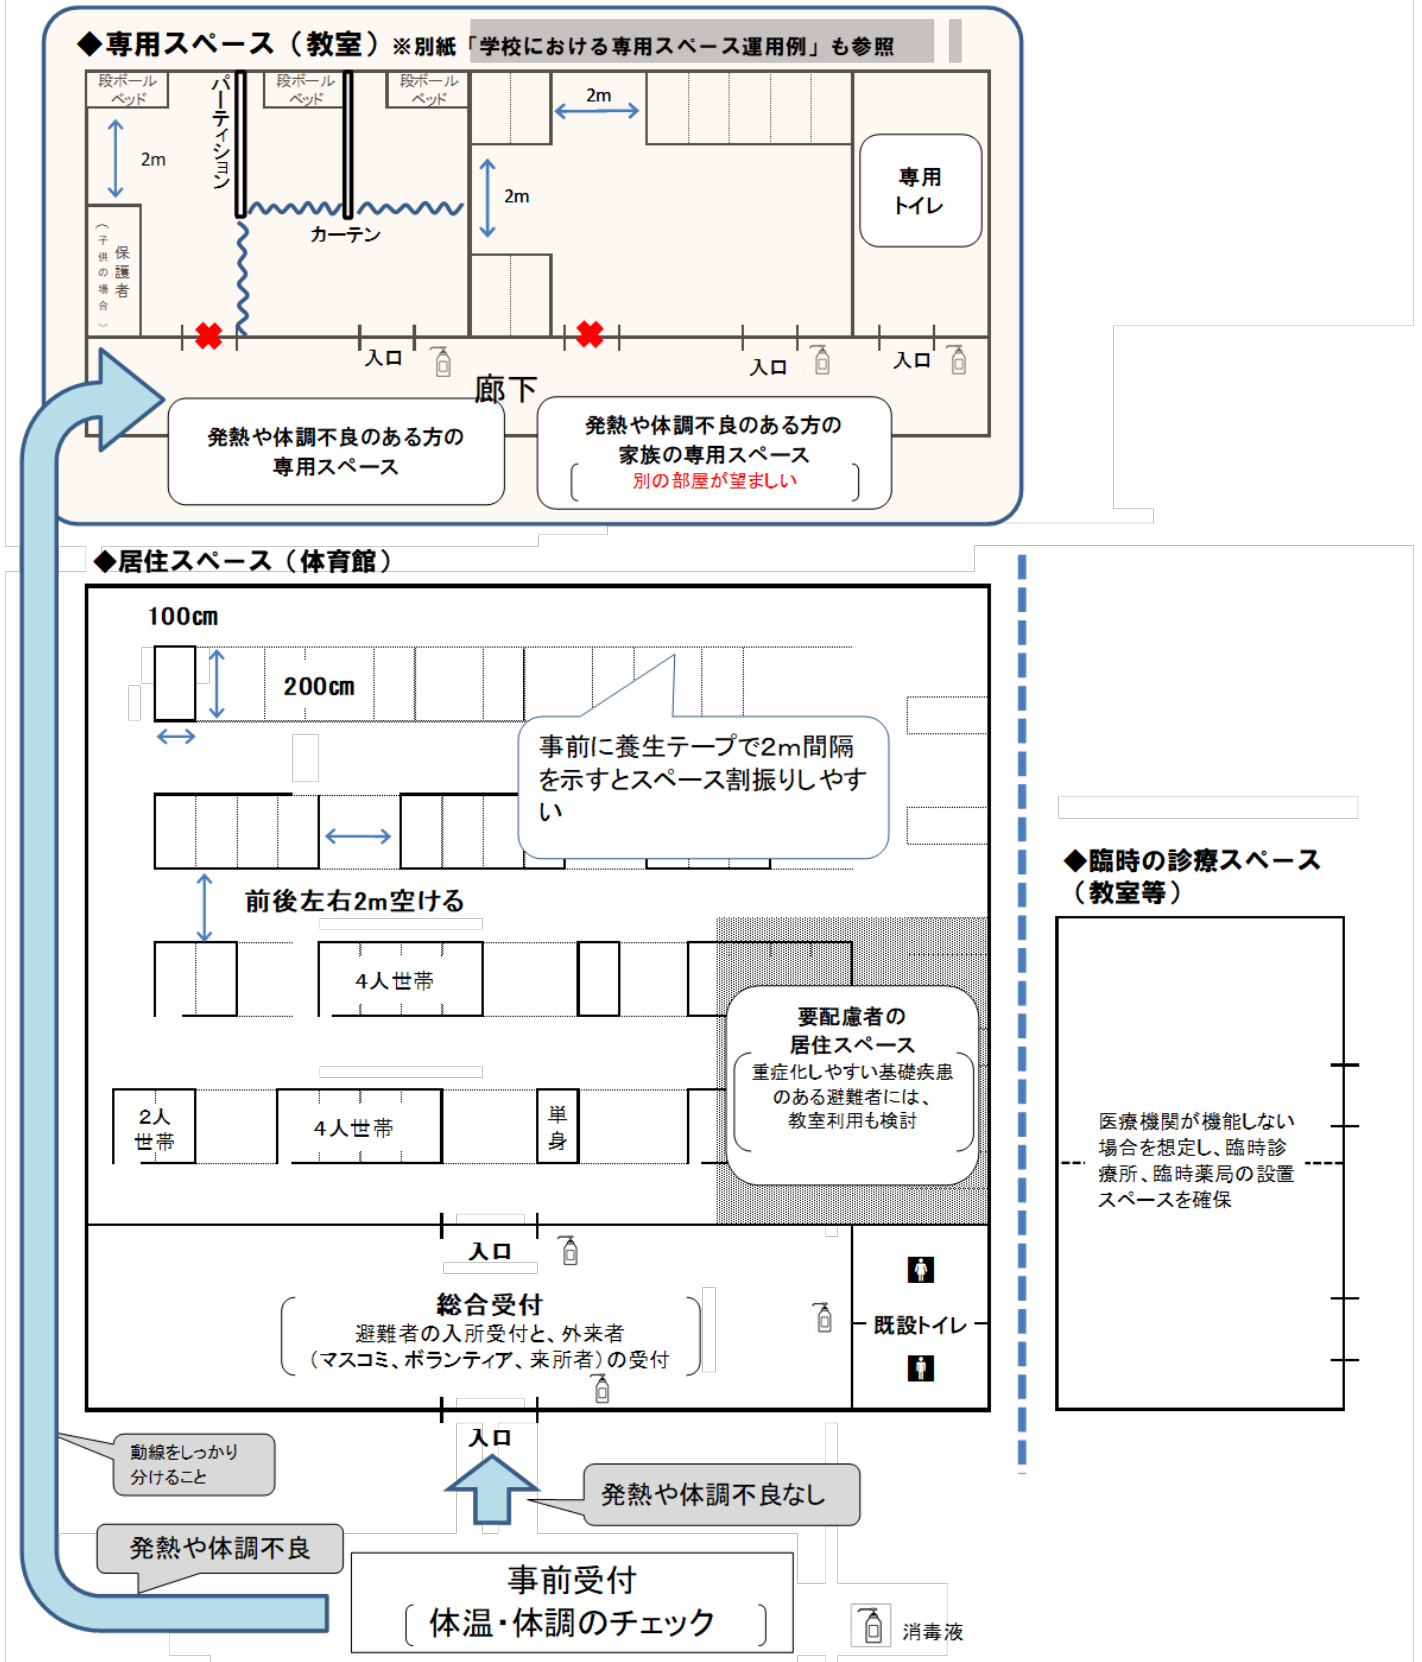 ◆専用スペース(教室)※別紙「学校における専用スペース運用例」も参照
段ボール
ベッド
パーティション
段ボール
ベッド
段ボール
ベッド
2m
2m
2m
専用
トイレ
カーテン
保護者
(子供の場合)
入口
入口
入口
廊下
発熱や体調不良のある方の
専用スペース
発熱や体調不良のある方の
家族の専用スペース
別の部屋が望ましい
◆居住スペース(体育館)
100cm
200cm
事前に養生テープで2m間隔
を示すとスペース割振りしやす
い
前後左右2m空ける
4人世帯
要配慮者の
居住スペース
重症化しやすい基礎疾患
のある避難者には、
教室利用も検討
2人
世帯
4人世帯
単
身
◆臨時の診療スペース
(教室等)
医療機関が機能しない
場合を想定し、臨時診
療所、臨時薬局の設置
スペースを確保
入口
総合受付
避難者の入所受付と、外来者
(マスコミ、ボランティア、来所者)の受付
既設トイレ
入口
動線をしっかり
分けること
発熱や体調不良なし
発熱や体調不良
事前受付
体温・体調のチェック
消毒液